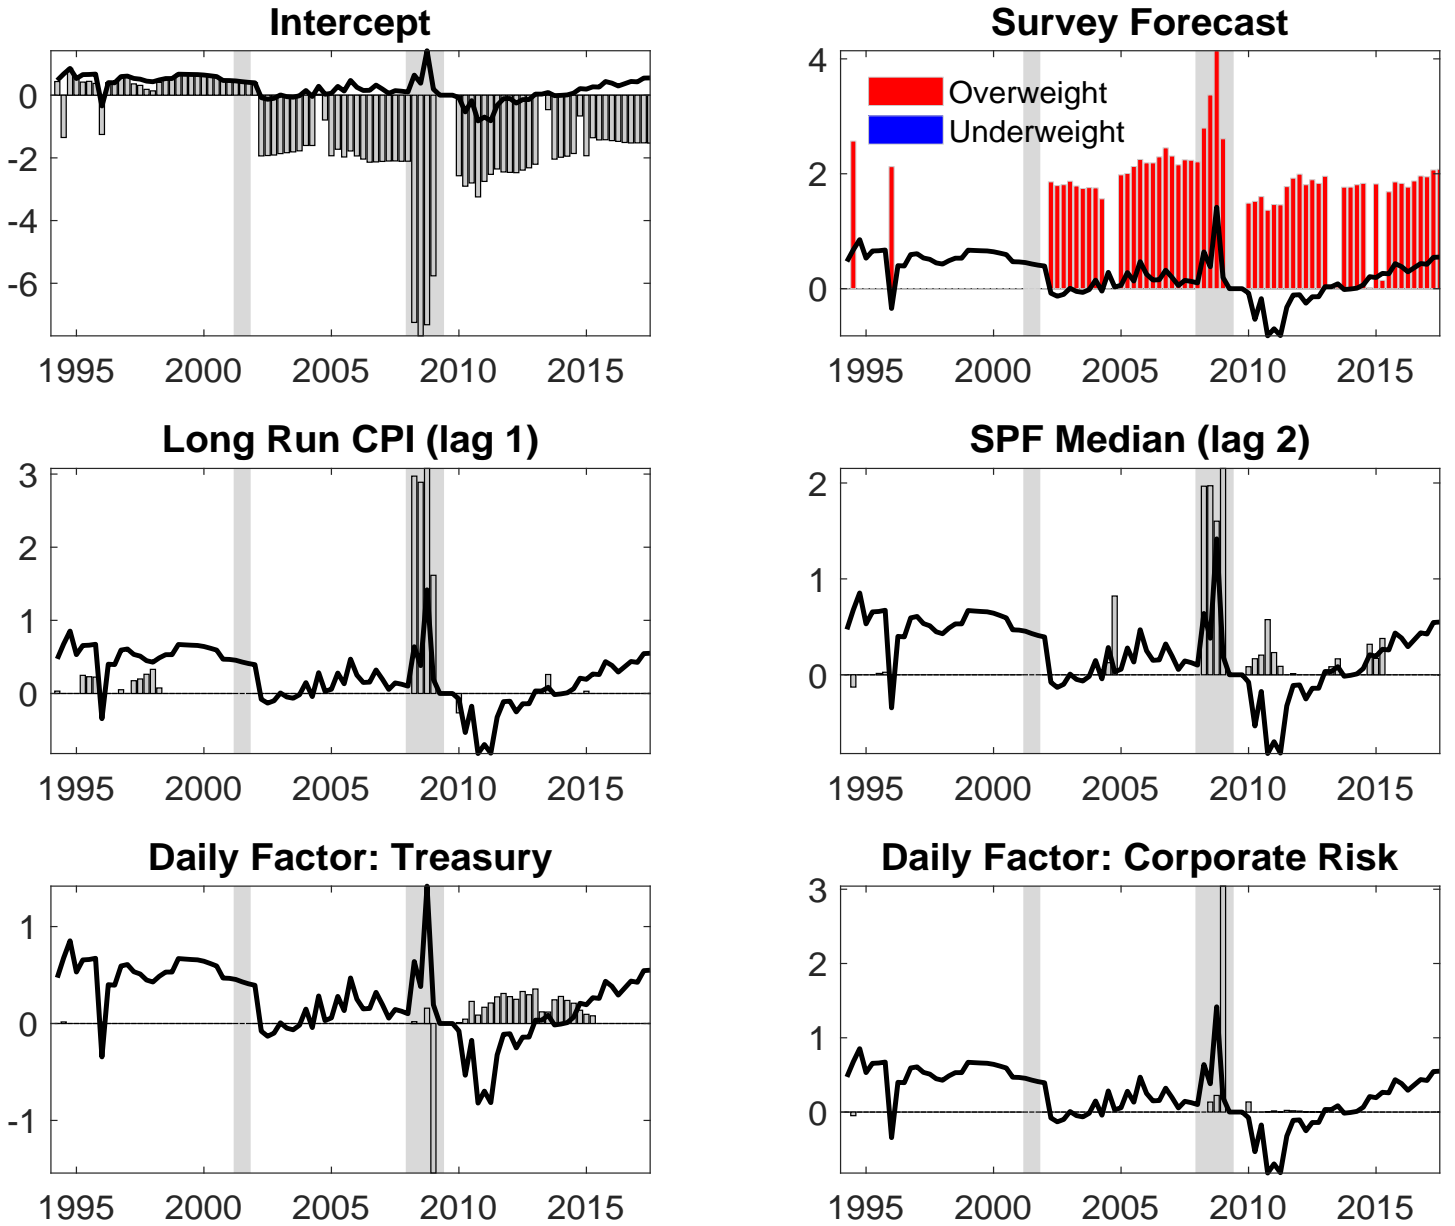 Intercept
0
-2
-4
-6
1995 2000 2005 2010 2015
Survey Forecast
4
2
0
Overweight
Underweight
1995 2000 2005 2010 2015
Long Run CPI (lag 1)
3
2
1
0
1995 2000 2005 2010 2015
SPF Median (lag 2)
2
1
0
1995 2000 2005 2010 2015
Daily Factor: Treasury
1
0
-1
1995 2000 2005 2010 2015
Daily Factor: Corporate Risk
3
2
1
0
1995 2000 2005 2010 2015